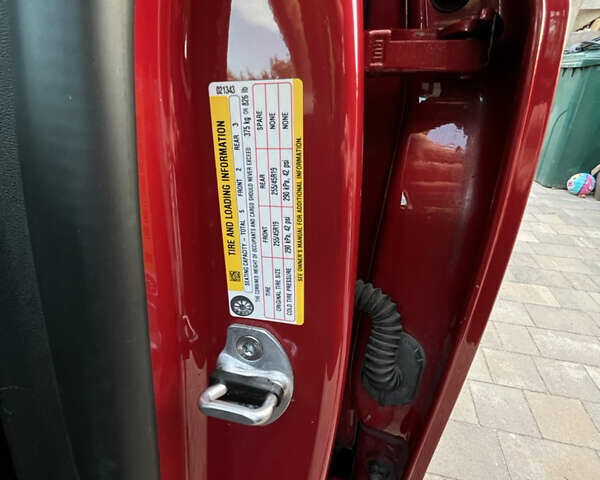 931343
TIRE AND LOADING INFORMATION
SEATING CAPACITY - TOTAL 5 FRONT 2 REAR 3
THE COMBINED WEIGHT OF OCCUPANTS AND CARGO SHOULD NEVER EXCEED 375 kg OR 826 lb
TIRE FRONT REAR SPARE
ORIGINAL TIRE SIZE 255/45R19 255/45R19 NONE
COLD TIRE PRESSURE 290 kPa, 42 psi 290 kPa, 42 psi NONE
SEE OWNER'S MANUAL FOR ADDITIONAL INFORMATION